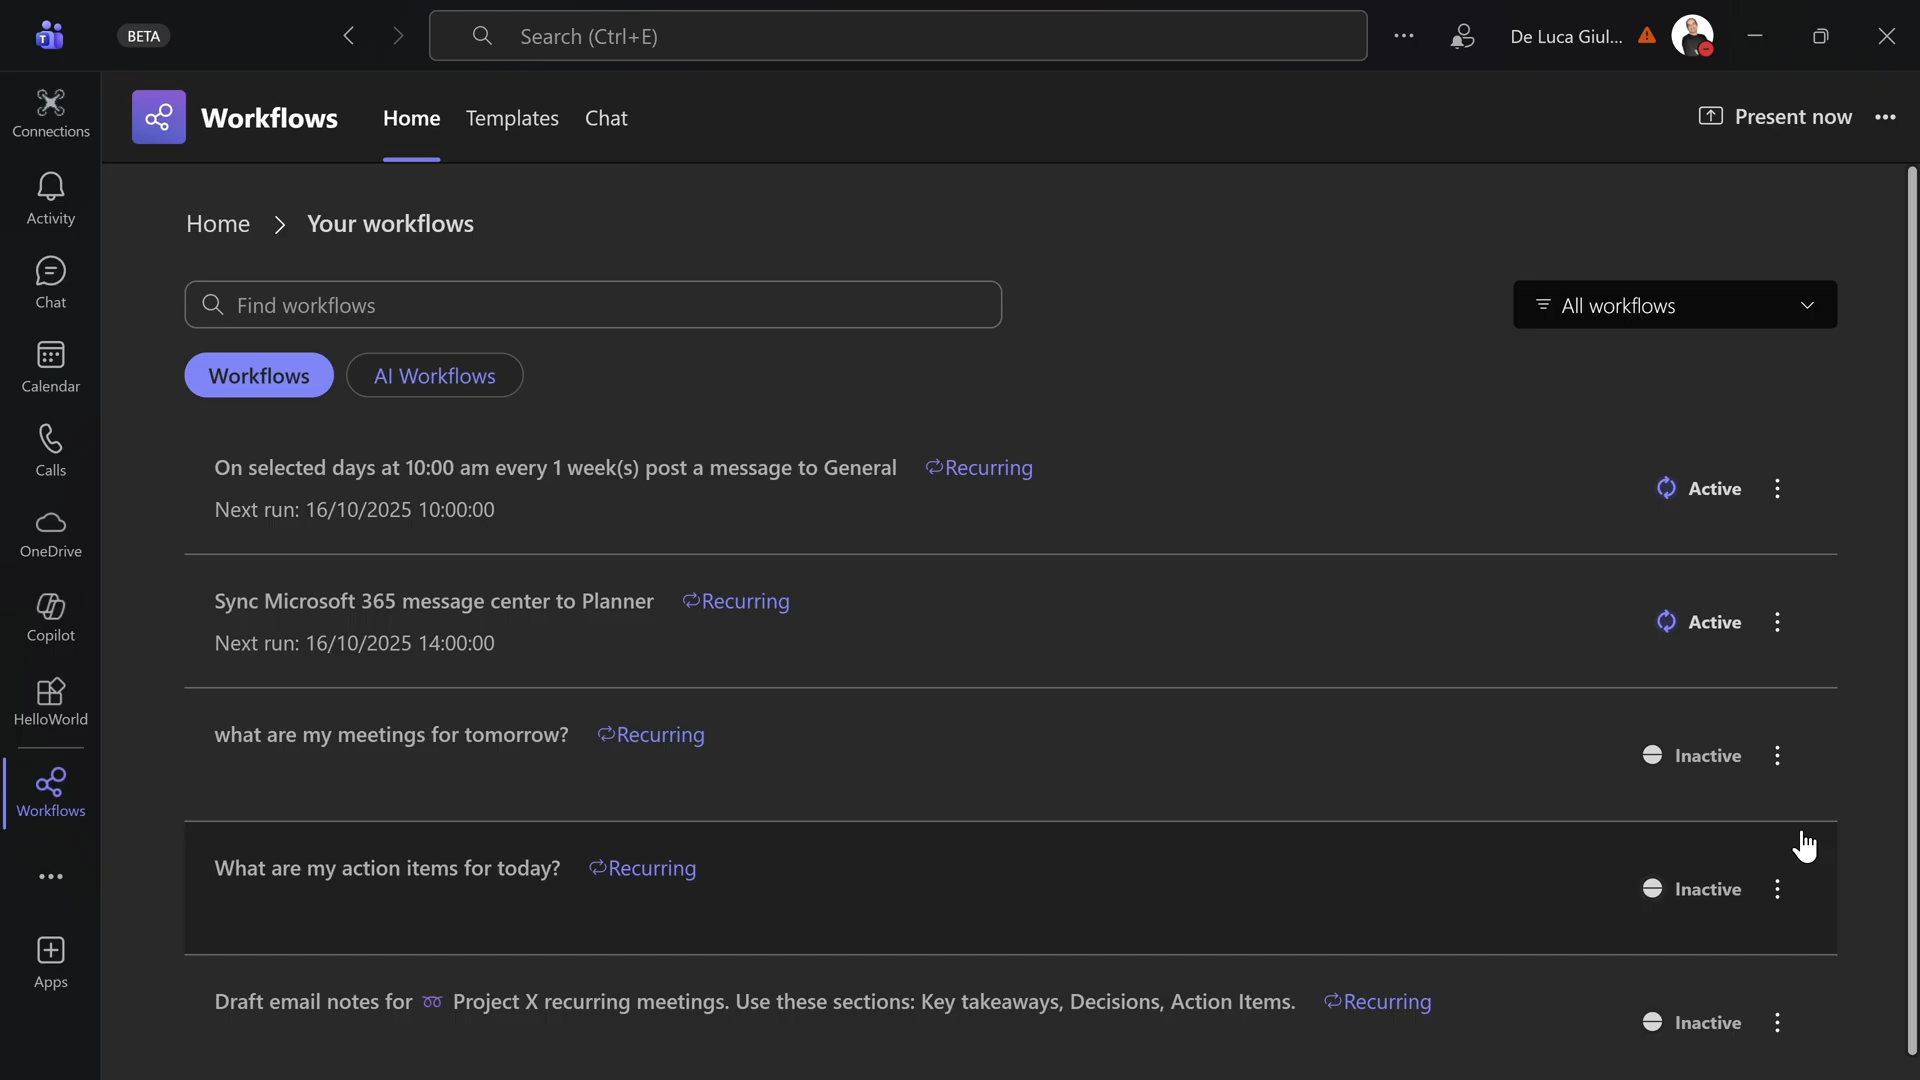 BETA
Search (Ctrl+E)
De Luca Giul...
Connections
Activity
Chat
Calendar
Calls
OneDrive
Copilot
HelloWorld
Workflows
Apps
Workflows
Home
Templates
Chat
Present now
Home > Your workflows
Find workflows
All workflows
Workflows
AI Workflows
On selected days at 10:00 am every 1 week(s) post a message to General Recurring
Next run: 16/10/2025 10:00:00
Active
Sync Microsoft 365 message center to Planner Recurring
Next run: 16/10/2025 14:00:00
Active
what are my meetings for tomorrow? Recurring
Inactive
What are my action items for today? Recurring
Inactive
Draft email notes for ➿ Project X recurring meetings. Use these sections: Key takeaways, Decisions, Action Items. Recurring
Inactive